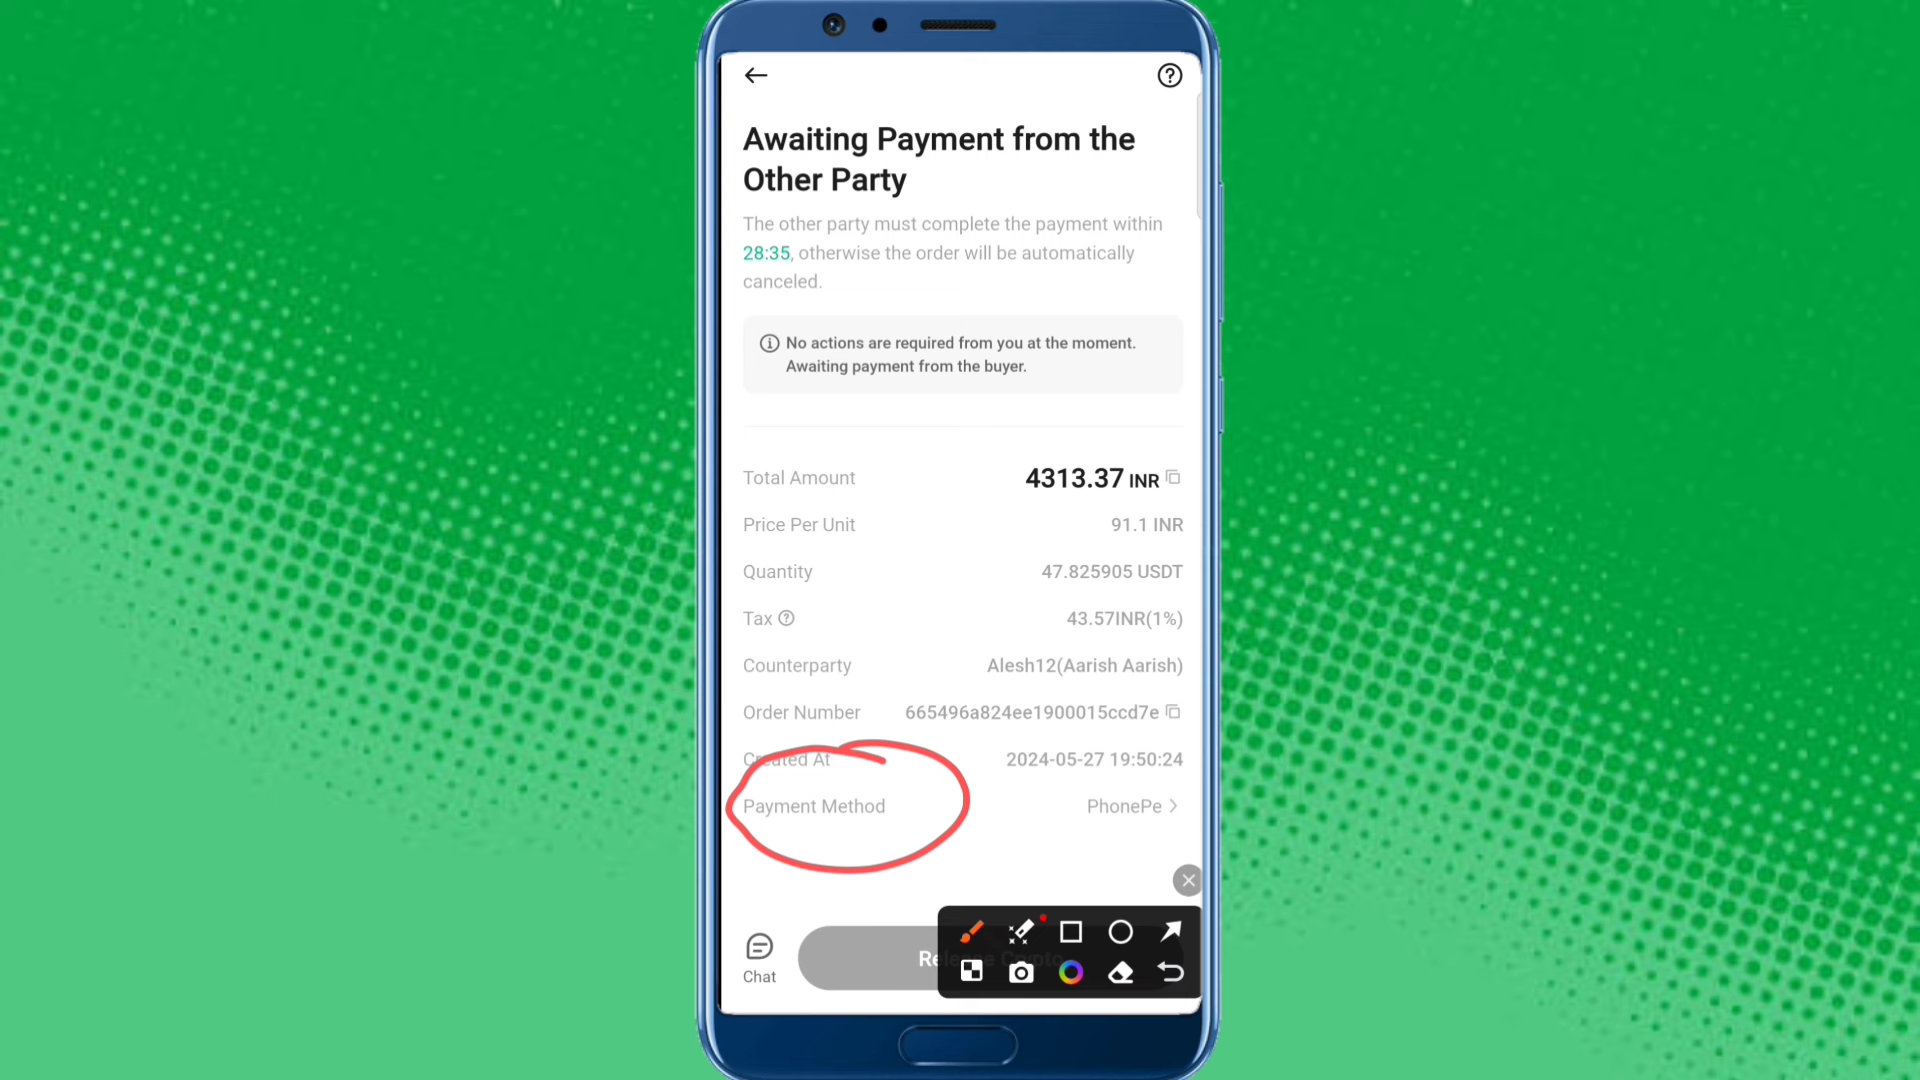 Awaiting Payment from the
Other Party
The other party must complete the payment within
28:35, otherwise the order will be automatically
canceled.
No actions are required from you at the moment.
Awaiting payment from the buyer.
Total Amount 4313.37 INR
Price Per Unit 91.1 INR
Quantity 47.825905 USDT
Tax 43.57INR(1%)
Counterparty Alesh12(Aarish Aarish)
Order Number 665496a824ee1900015ccd7e
Created At 2024-05-27 19:50:24
Payment Method PhonePe
Release Crypto
Chat